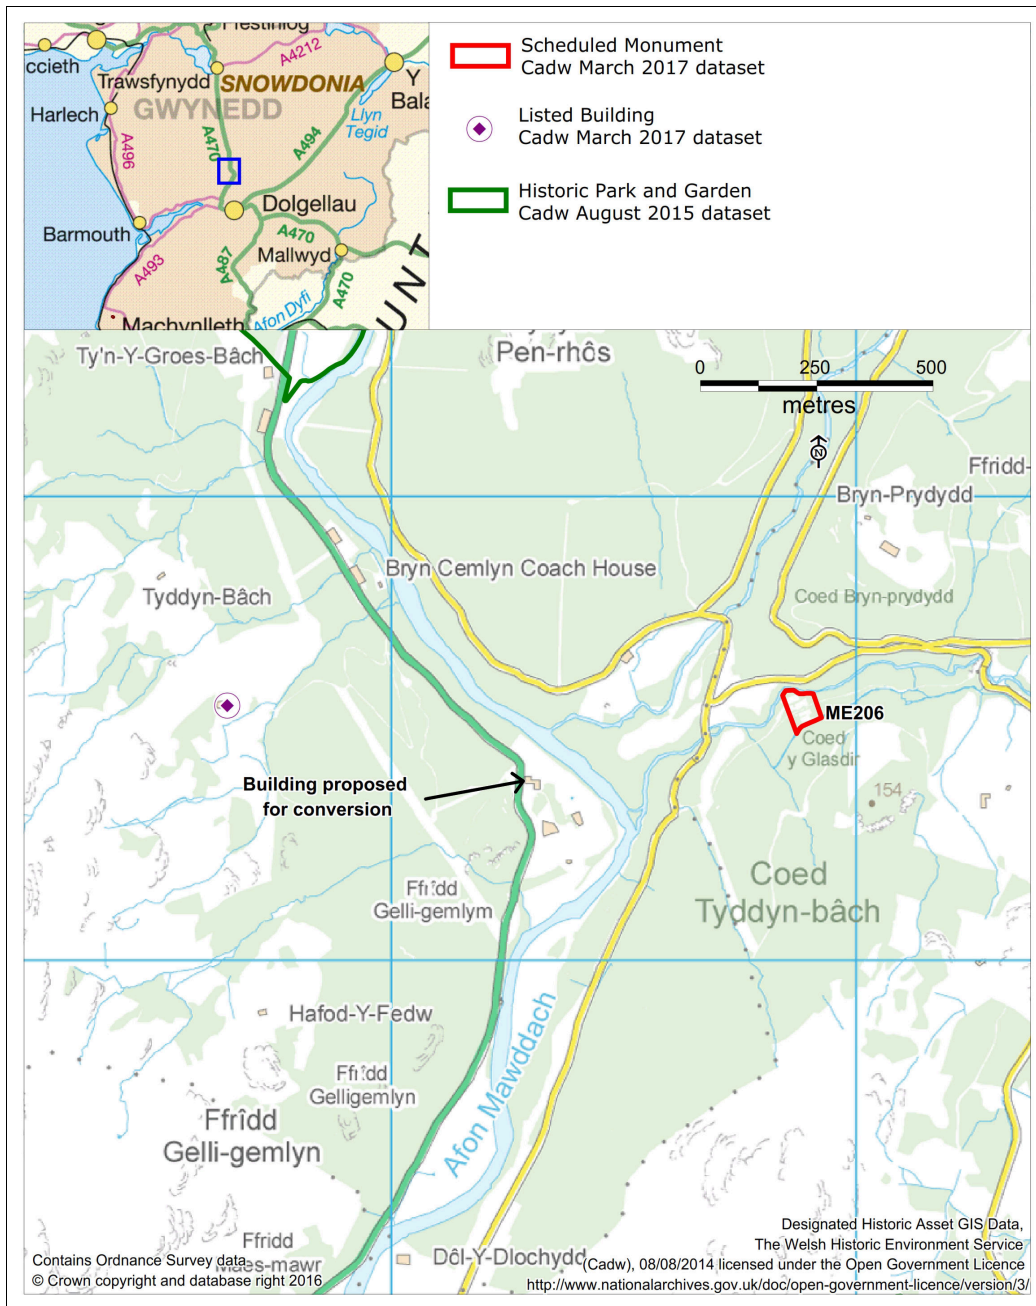 Ffestiniog
A4212
ccieth
Trawsfynydd
SNOWDONIA
Y
Bala
GWYNEDD
Harlech
Llyn
Tegid
A470
A494
A496
Dolgellau
Barmouth
A470
Mallwyd
A493
A487
A470
Afon Dyfi
Machynlleth
UNT
Scheduled Monument
Cadw March 2017 dataset
Listed Building
Cadw March 2017 dataset
Historic Park and Garden
Cadw August 2015 dataset
Ty'n-Y-Groes-Bâch
Pen-rhôs
0 250 500
metres
N
Ffridd-
Bryn-Prydydd
Bryn Cemlyn Coach House
Tyddyn-Bâch
Coed Bryn-prydydd
ME206
Coed
y Glasdir
Building proposed
for conversion
154
Coed
Tyddyn-bâch
Ffrîdd
Gelli-gemlym
Hafod-Y-Fedw
Ffrîdd
Gelligemlyn
Ffrîdd
Gelli-gemlyn
Afon Mawddach
Ffridd
Maes-mawr
Dôl-Y-Dlochydd
Contains Ordnance Survey data
© Crown copyright and database right 2016
Designated Historic Asset GIS Data,
The Welsh Historic Environment Service
(Cadw), 08/08/2014 licensed under the Open Government Licence
http://www.nationalarchives.gov.uk/doc/open-government-licence/version/3/